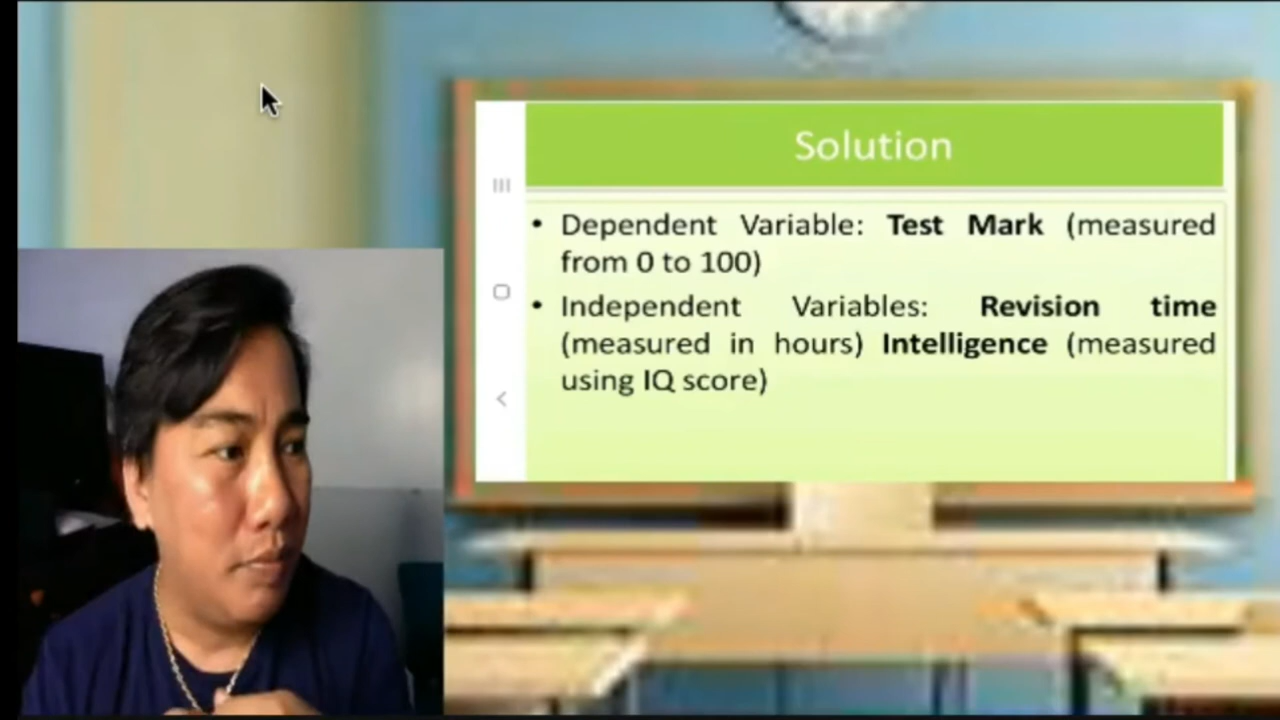 Solution
• Dependent Variable: Test Mark (measured
from 0 to 100)
• Independent Variables: Revision time
(measured in hours) Intelligence (measured
using IQ score)